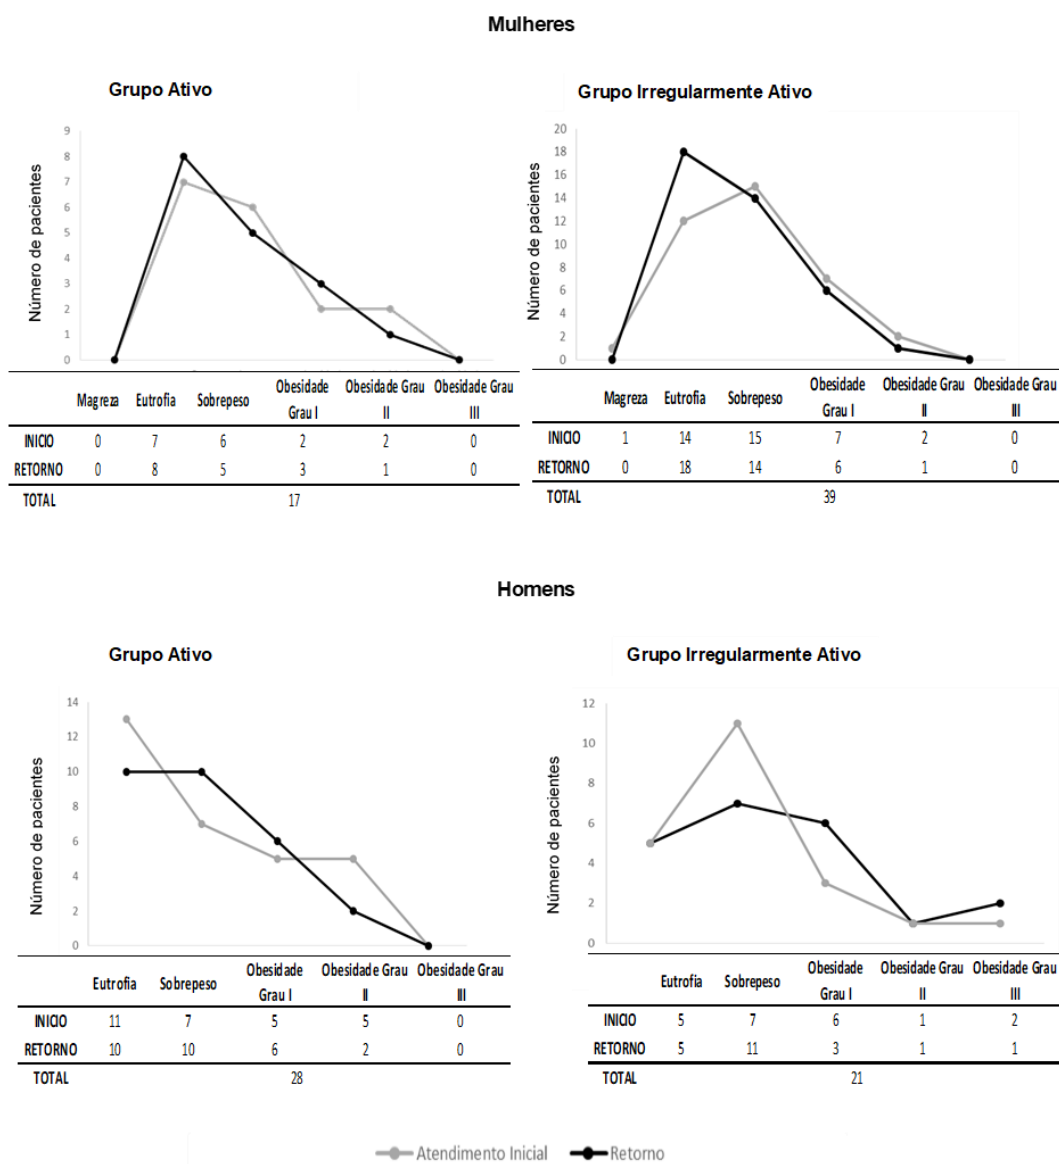 Mulheres
Grupo Ativo
Número de pacientes
9
8
7
6
5
4
3
2
1
0
Magreza Eutrofia Sobrepeso Obesidade Grau I Obesidade Grau II Obesidade Grau III
INICIO 0 7 6 2 2 0
RETORNO 0 8 5 3 1 0
TOTAL 17
Grupo Irregularmente Ativo
Número de pacientes
20
18
16
14
12
10
8
6
4
2
0
Magreza Eutrofia Sobrepeso Obesidade Grau I Obesidade Grau II Obesidade Grau III
INICIO 1 14 15 7 2 0
RETORNO 0 18 14 6 1 0
TOTAL 39
Homens
Grupo Ativo
Número de pacientes
14
12
10
8
6
4
2
0
Eutrofia Sobrepeso Obesidade Grau I Obesidade Grau II Obesidade Grau III
INICIO 11 7 5 5 0
RETORNO 10 10 6 2 0
TOTAL 28
Grupo Irregularmente Ativo
Número de pacientes
12
10
8
6
4
2
0
Eutrofia Sobrepeso Obesidade Grau I Obesidade Grau II Obesidade Grau III
INICIO 5 7 6 1 2
RETORNO 5 11 3 1 1
TOTAL 21
Atendimento Inicial Retorno